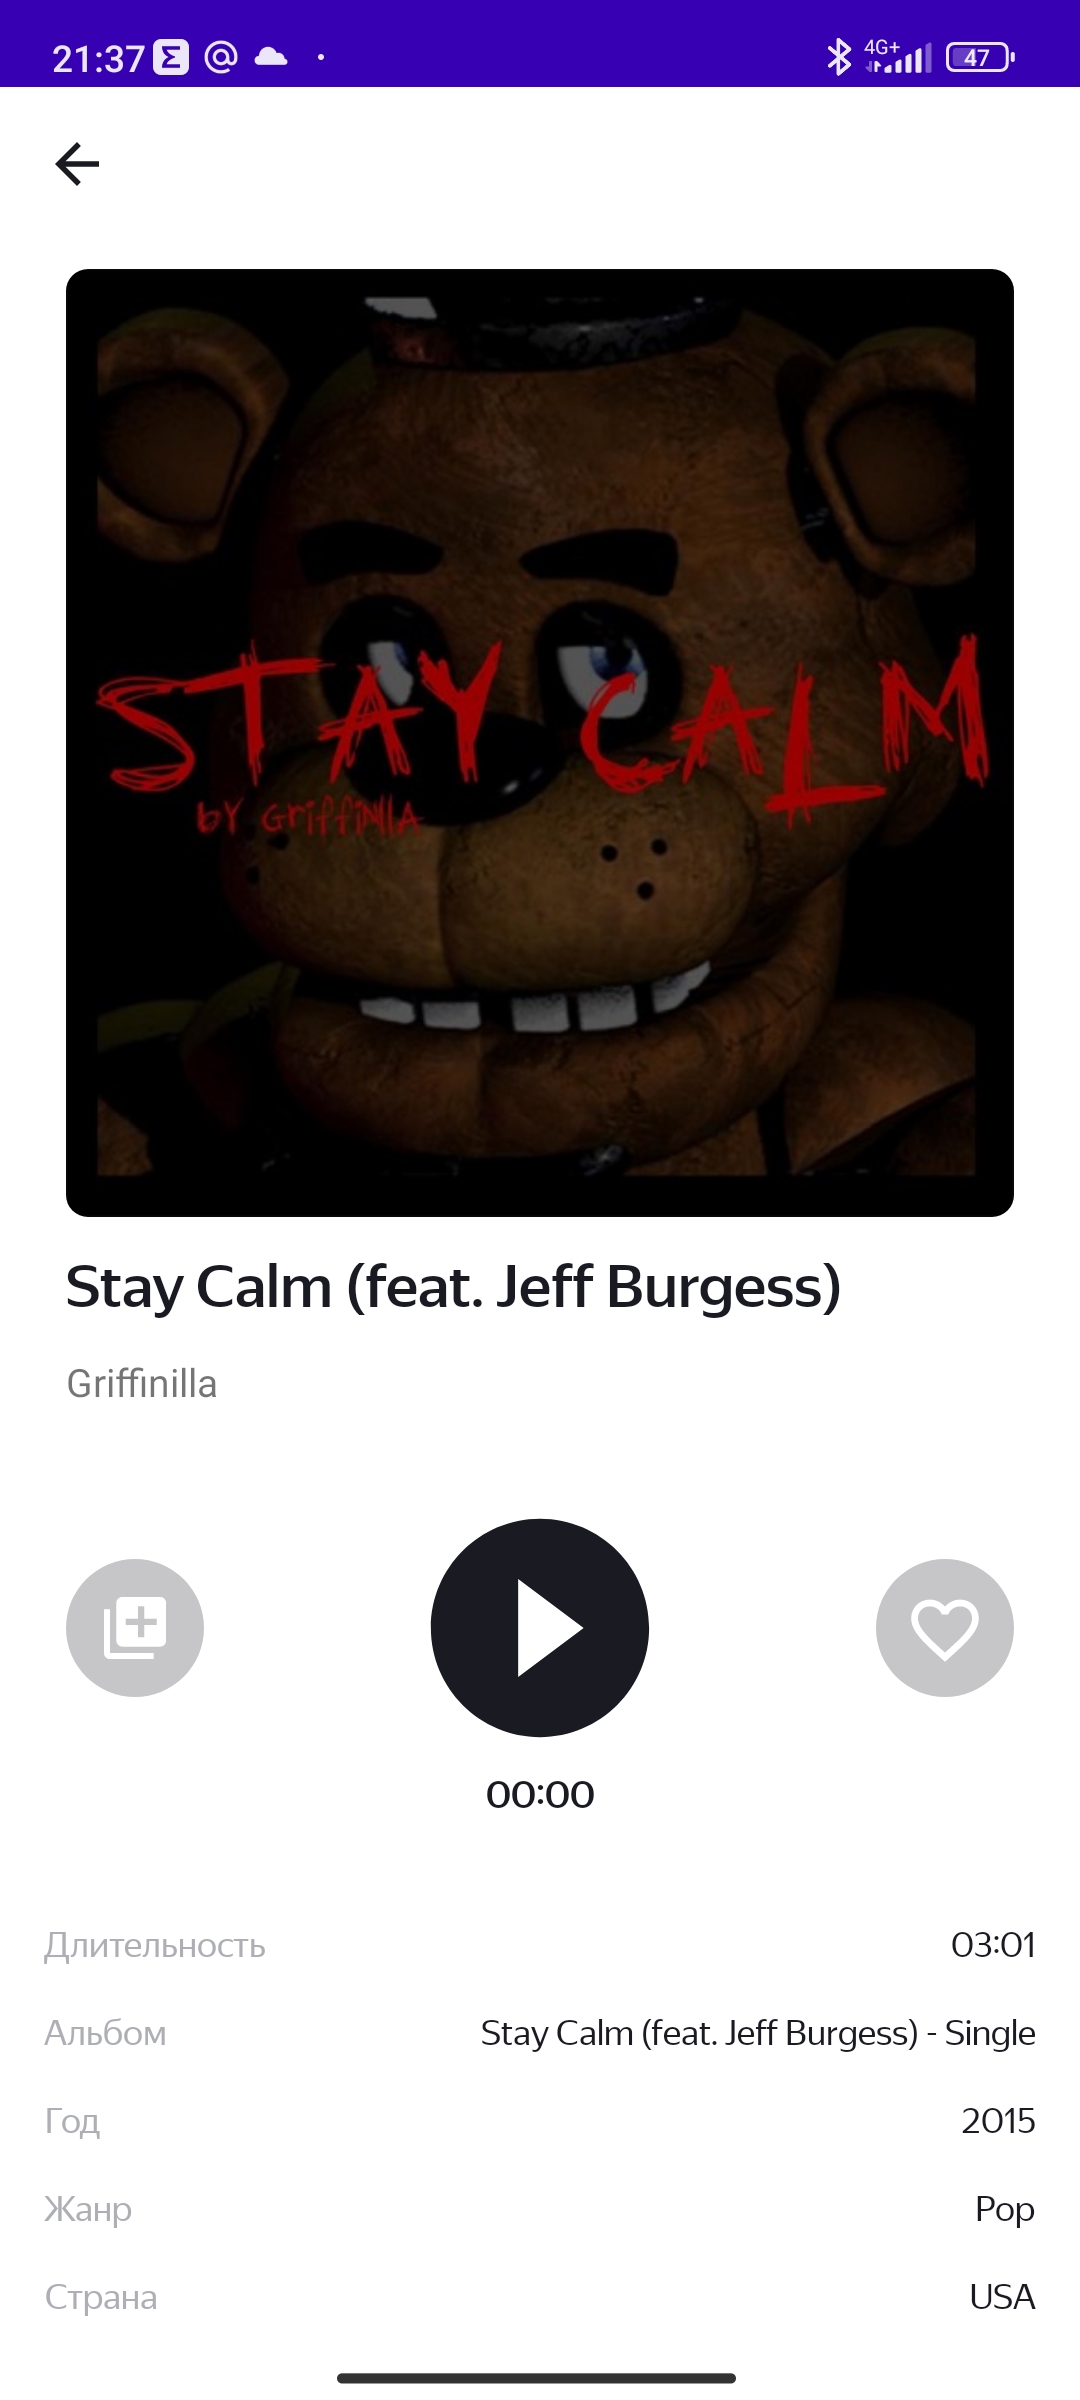 21:37
4G+
47
STAY CALM
bY Griffinilla
Stay Calm (feat. Jeff Burgess)
Griffinilla
00:00
Длительность 03:01
Альбом Stay Calm (feat. Jeff Burgess) - Single
Год 2015
Жанр Pop
Страна USA